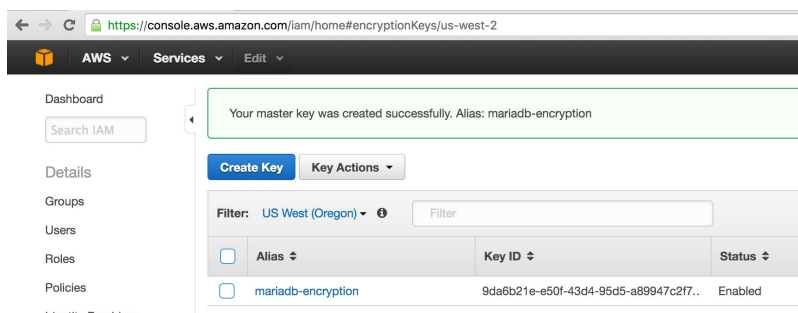 https://console.aws.amazon.com/iam/home#encryptionKeys/us-west-2
AWS Services Edit
Dashboard
Search IAM
Details
Groups
Users
Roles
Policies
Your master key was created successfully. Alias: mariadb-encryption
Create Key Key Actions
Filter: US West (Oregon) Filter
Alias Key ID Status
mariadb-encryption 9da6b21e-e50f-43d4-95d5-a89947c2f7.. Enabled